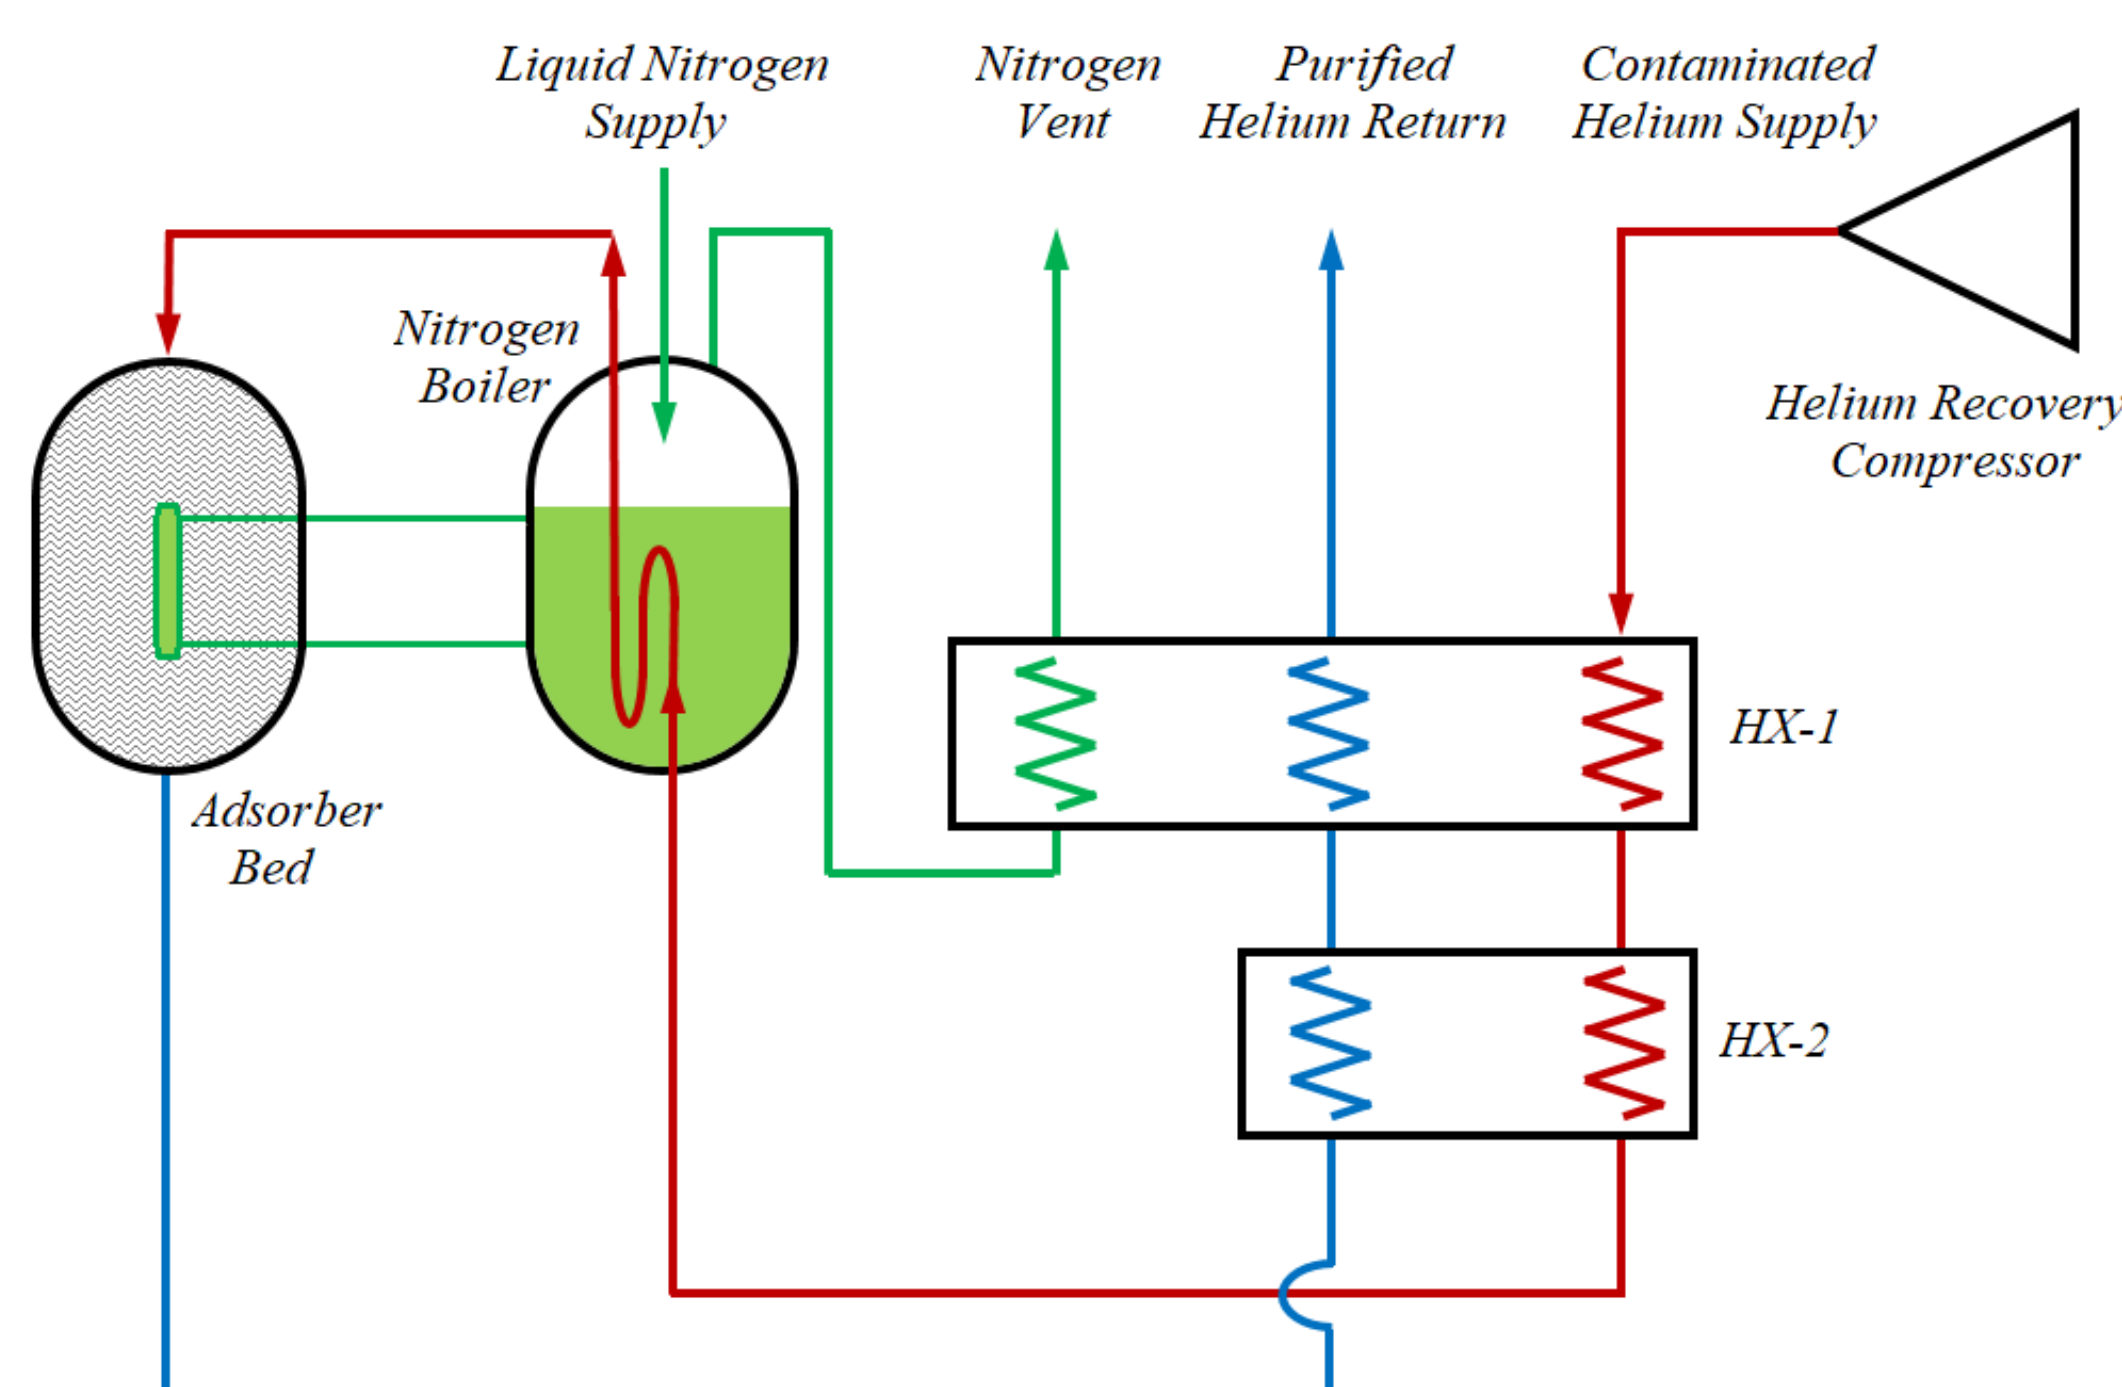 Liquid Nitrogen
Supply
Nitrogen
Vent
Purified
Helium Return
Contaminated
Helium Supply
Nitrogen
Boiler
Helium Recovery
Compressor
HX-1
Adsorber
Bed
HX-2